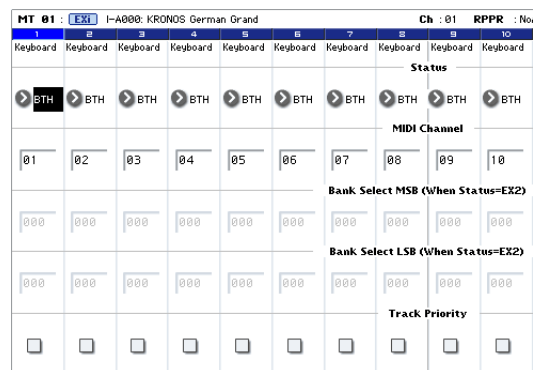 MT 01 : EXi I-A000: KRONOS German Grand Ch : 01 RPPR : No
1 2 3 4 5 6 7 8 9 10
Keyboard Keyboard Keyboard Keyboard Keyboard Keyboard Keyboard Keyboard Keyboard Keyboard
Status
BTH BTH BTH BTH BTH BTH BTH BTH BTH BTH
MIDI Channel
01 02 03 04 05 06 07 08 09 10
Bank Select MSB (When Status=EX2)
000 000 000 000 000 000 000 000 000 000
Bank Select LSB (When Status=EX2)
000 000 000 000 000 000 000 000 000 000
Track Priority